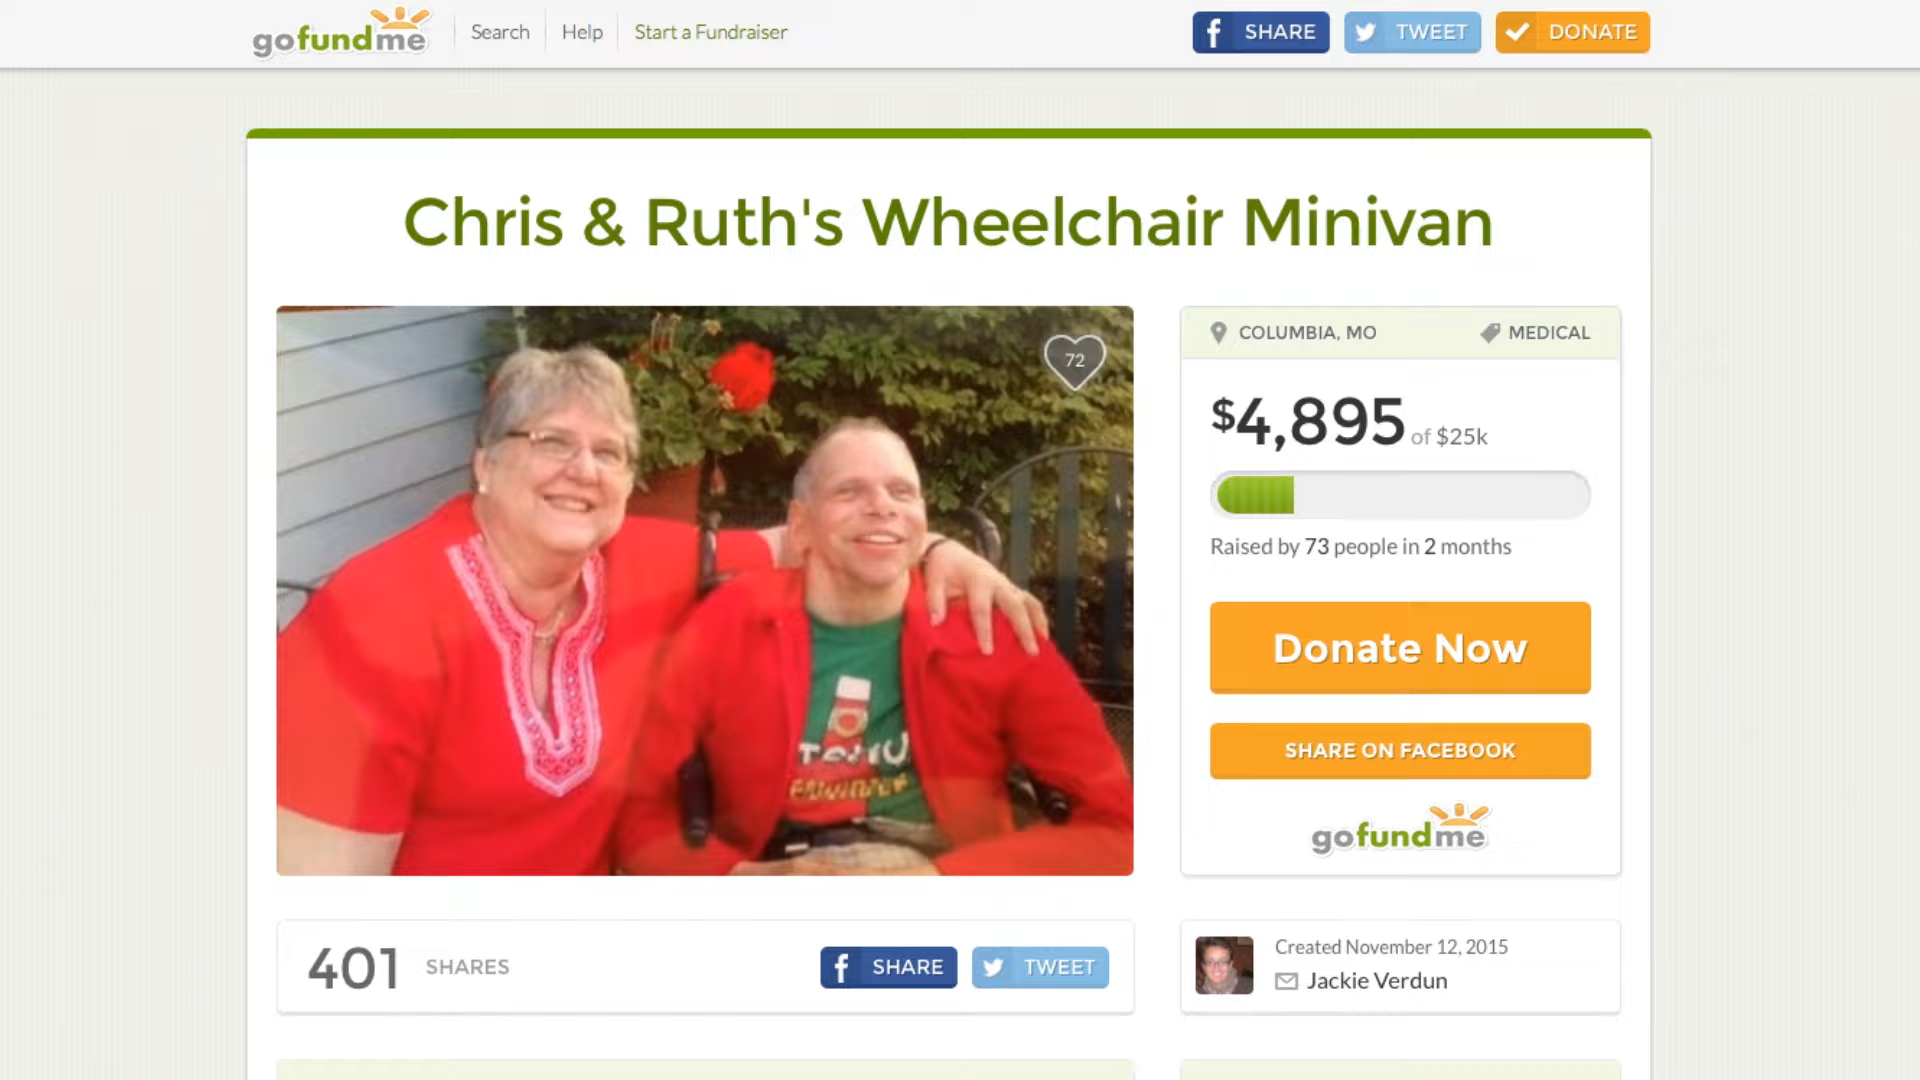 gofundme
Search
Help
Start a Fundraiser
SHARE
TWEET
DONATE
Chris & Ruth's Wheelchair Minivan
72
COLUMBIA, MO
MEDICAL
$4,895 of $25k
Raised by 73 people in 2 months
Donate Now
SHARE ON FACEBOOK
gofundme
401 SHARES
SHARE
TWEET
Created November 12, 2015
Jackie Verdun